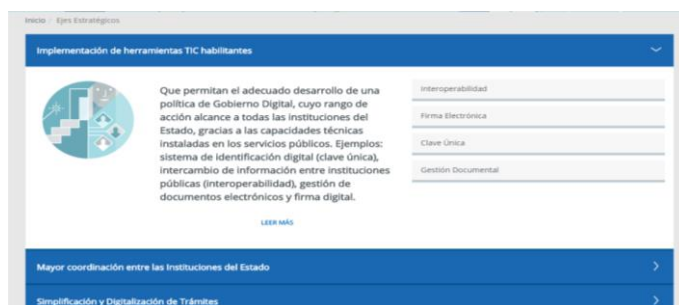 Inicio / Ejes Estratégicos
Implementación de herramientas TIC habilitantes
Que permitan el adecuado desarrollo de una
política de Gobierno Digital, cuyo rango de
acción alcance a todas las instituciones del
Estado, gracias a las capacidades técnicas
instaladas en los servicios públicos. Ejemplos:
sistema de identificación digital (clave única),
intercambio de información entre instituciones
públicas (interoperabilidad), gestión de
documentos electrónicos y firma digital.
LEER MÁS
Interoperabilidad
Firma Electrónica
Clave Única
Gestión Documental
Mayor coordinación entre las Instituciones del Estado
Simplificación y Digitalización de Trámites